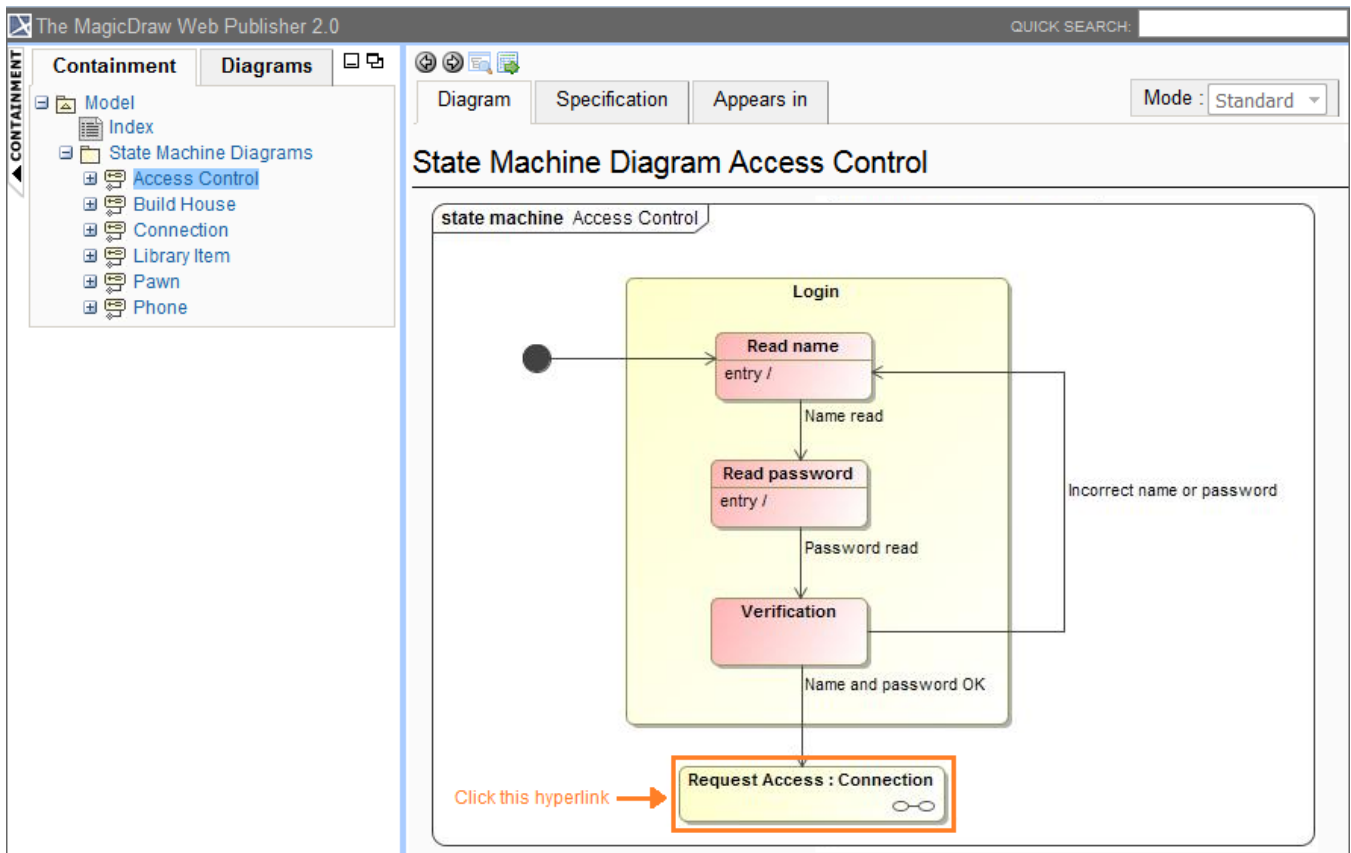 The MagicDraw Web Publisher 2.0
QUICK SEARCH:
CONTAINMENT
Containment
Diagrams
Model
Index
State Machine Diagrams
Access Control
Build House
Connection
Library Item
Pawn
Phone
Diagram
Specification
Appears in
Mode : Standard
State Machine Diagram Access Control
state machine Access Control
Login
Read name
entry /
Name read
Read password
entry /
Incorrect name or password
Password read
Verification
Name and password OK
Request Access : Connection
Click this hyperlink